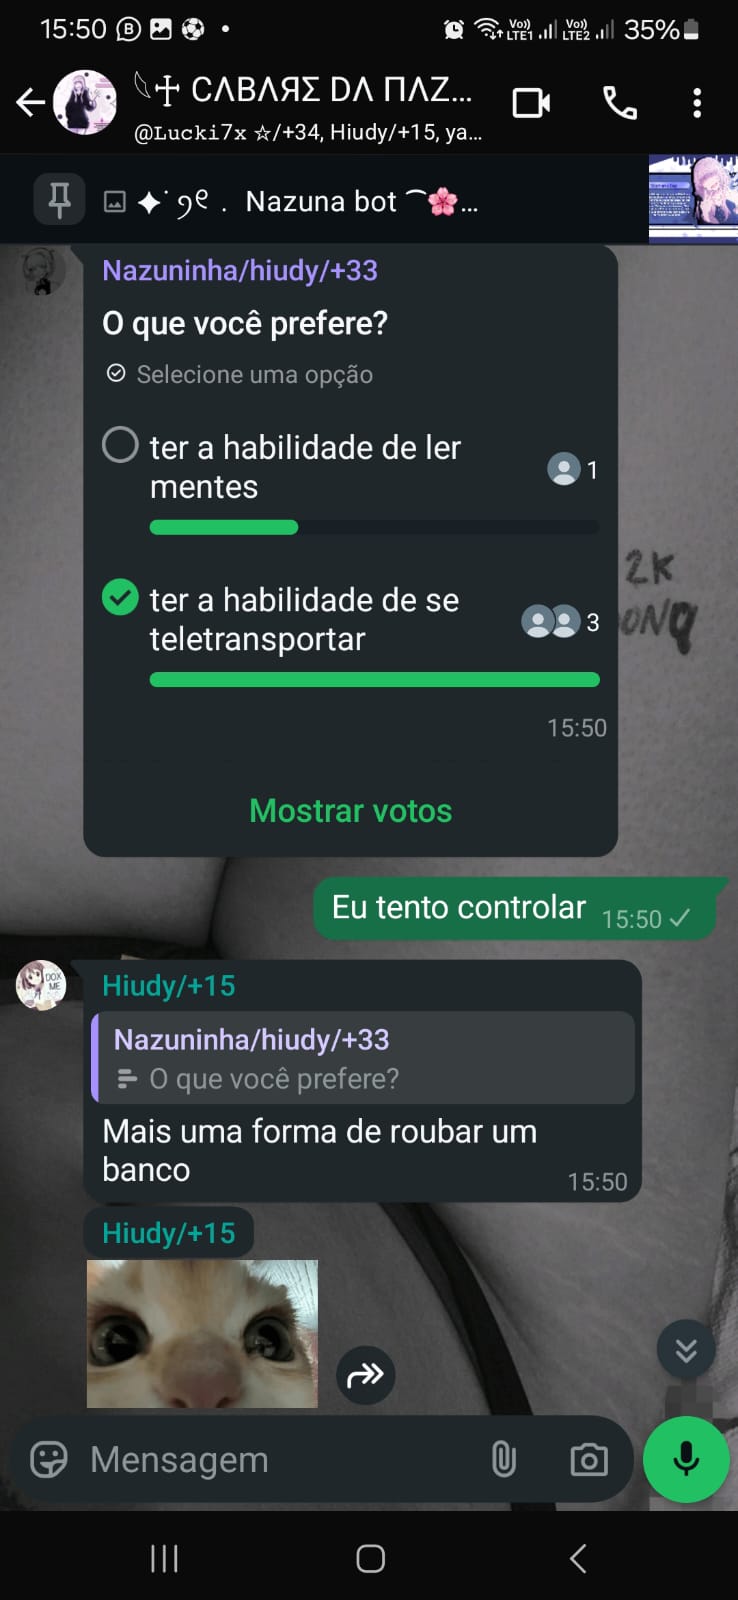 15:50
Vo)) LTE1
Vo)) LTE2
35%
CΛBΛЯΣ DΛ ПΛZ...
@Lucki7x ☆/+34, Hiudy/+15, ya...
Nazuna bot ⁀🌸...
Nazuninha/hiudy/+33
O que você prefere?
Selecione uma opção
ter a habilidade de ler
mentes
1
ter a habilidade de se
teletransportar
3
15:50
Mostrar votos
2K
Eu tento controlar
15:50
DOX
ME
Hiudy/+15
Nazuninha/hiudy/+33
O que você prefere?
Mais uma forma de roubar um
banco
15:50
Hiudy/+15
Mensagem